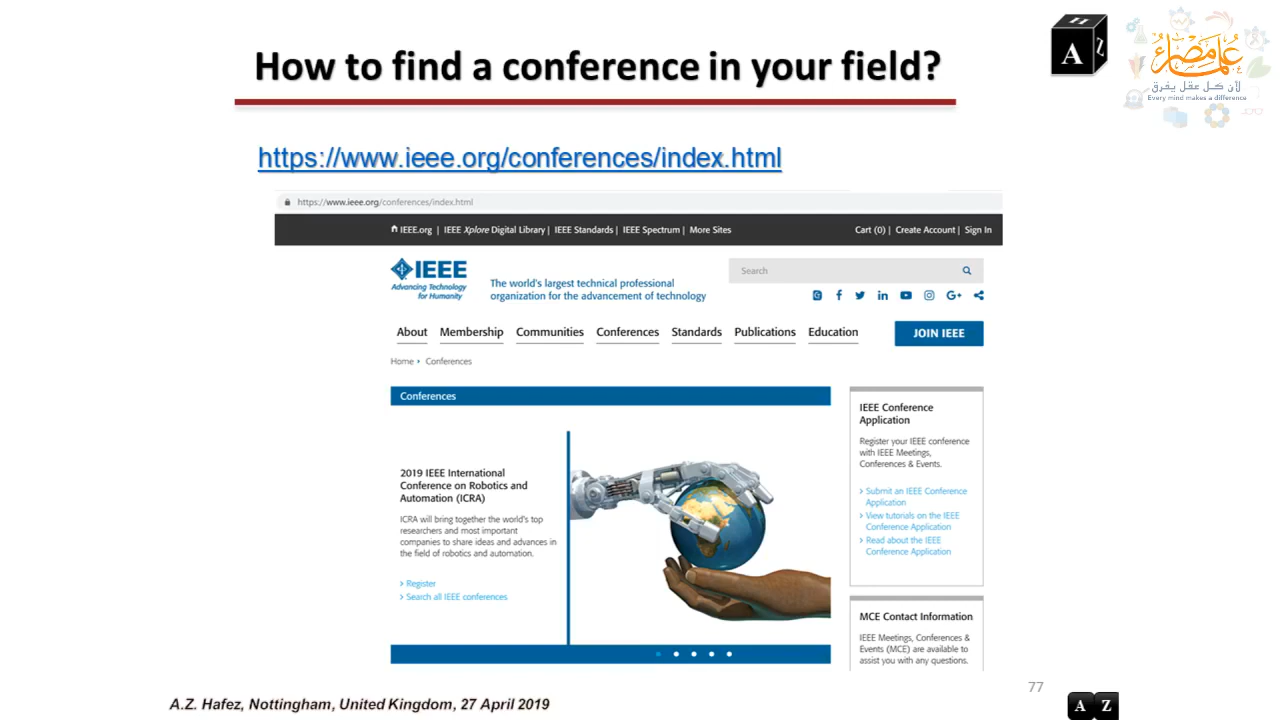 How to find a conference in your field?
H
A Z
علماء مصر
لأن كل عقل يفرق
Every mind makes a difference
https://www.ieee.org/conferences/index.html
https://www.ieee.org/conferences/index.html
IEEE.org | IEEE Xplore Digital Library | IEEE Standards | IEEE Spectrum | More Sites
Cart (0) | Create Account | Sign In
IEEE
Advancing Technology
for Humanity
The world's largest technical professional
organization for the advancement of technology
Search
About Membership Communities Conferences Standards Publications Education
JOIN IEEE
Home › Conferences
Conferences
2019 IEEE International
Conference on Robotics and
Automation (ICRA)
ICRA will bring together the world's top
researchers and most important
companies to share ideas and advances in
the field of robotics and automation.
› Register
› Search all IEEE conferences
IEEE Conference
Application
Register your IEEE conference
with IEEE Meetings,
Conferences & Events.
› Submit an IEEE Conference
Application
› View tutorials on the IEEE
Conference Application
› Read about the IEEE
Conference Application
MCE Contact Information
IEEE Meetings, Conferences &
Events (MCE) are available to
assist you with any questions.
A.Z. Hafez, Nottingham, United Kingdom, 27 April 2019
77
A Z